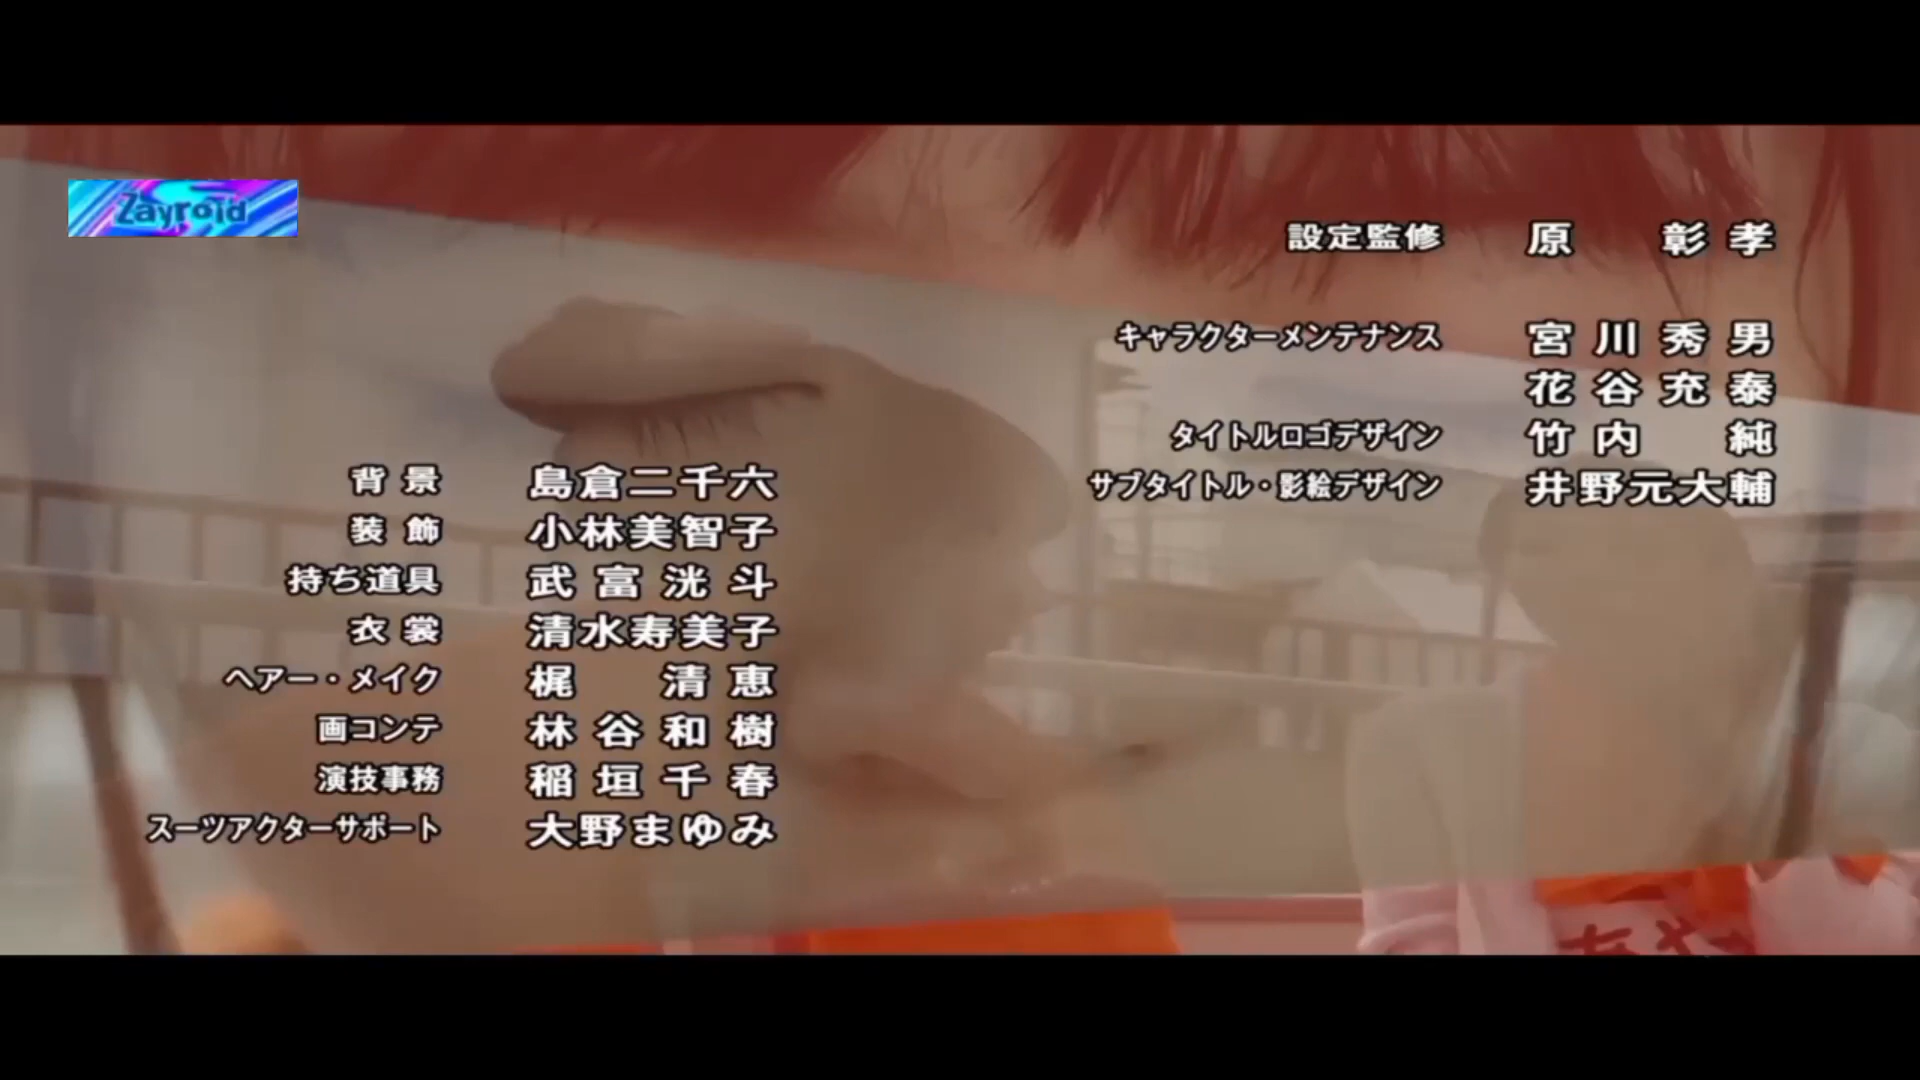 Zayroid
設定監修 原 彰孝
キャラクターメンテナンス 宮川秀男
花谷充泰
タイトルロゴデザイン 竹内 純
サブタイトル・影絵デザイン 井野元大輔
背景 島倉二千六
装飾 小林美智子
持ち道具 武富洸斗
衣裳 清水寿美子
ヘアー・メイク 梶 清恵
画コンテ 林谷和樹
演技事務 稲垣千春
スーツアクターサポート 大野まゆみ